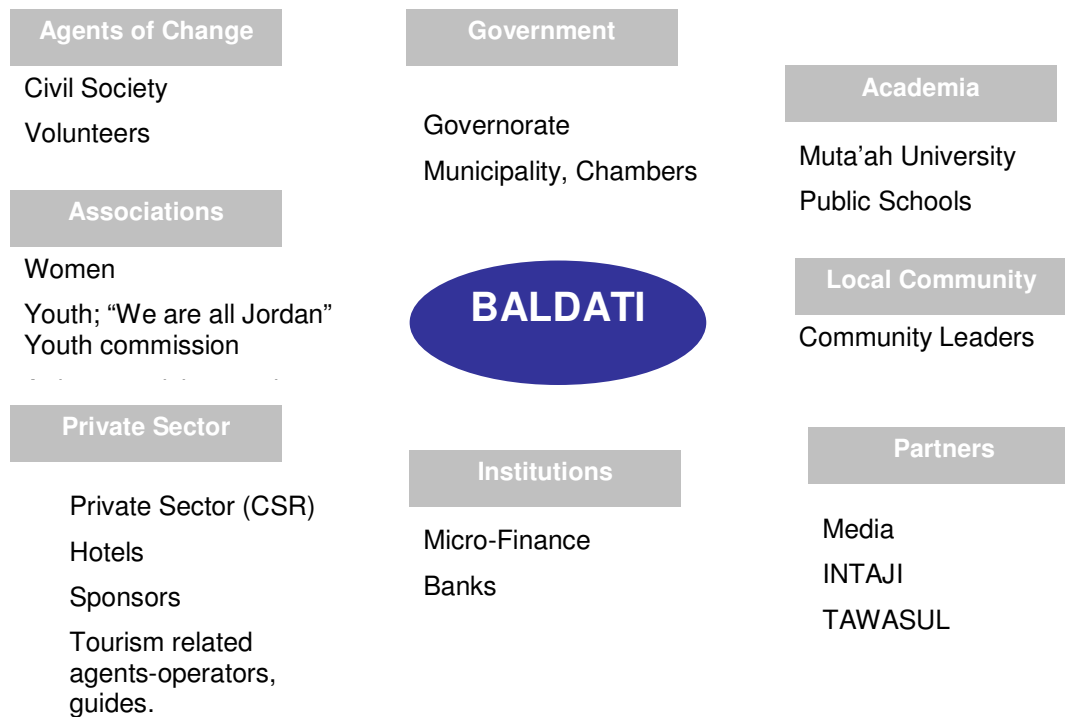 Agents of Change
Civil Society
Volunteers
Associations
Women
Youth; “We are all Jordan”
Youth commission
Private Sector
Private Sector (CSR)
Hotels
Sponsors
Tourism related
agents-operators,
guides.
Government
Governorate
Municipality, Chambers
BALDATI
Institutions
Micro-Finance
Banks
Academia
Muta’ah University
Public Schools
Local Community
Community Leaders
Partners
Media
INTAJI
TAWASUL